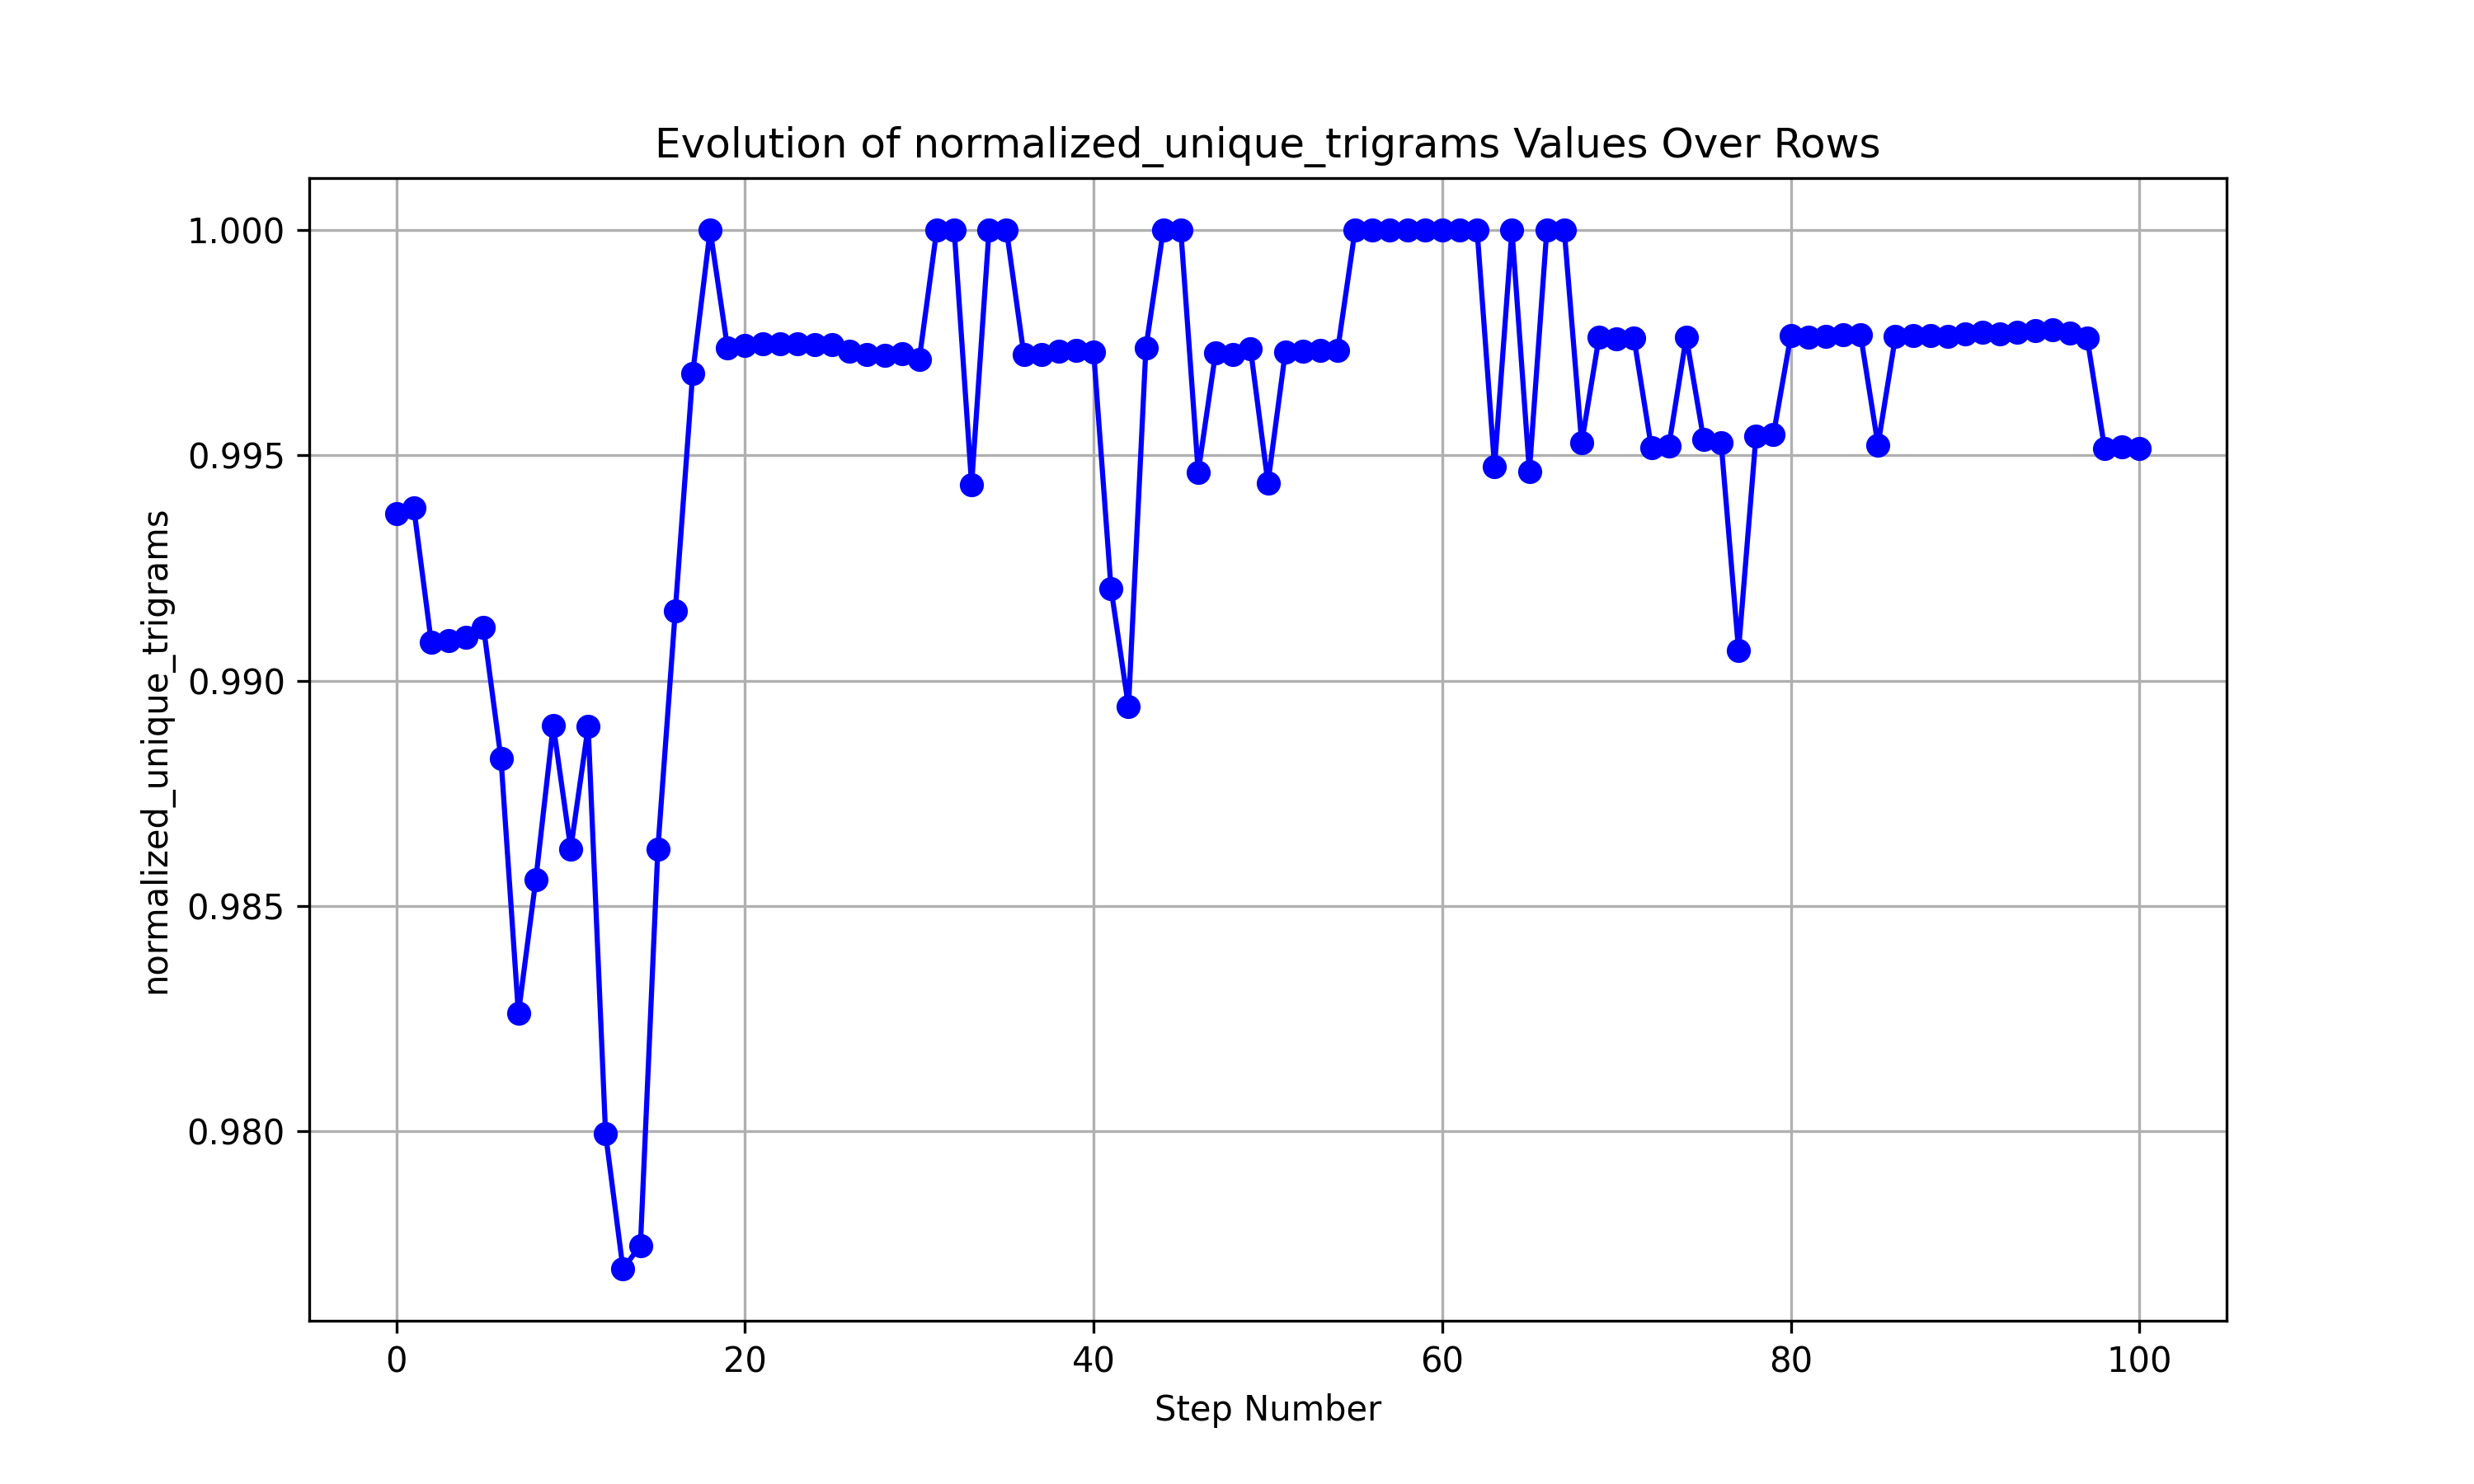 Evolution of normalized_unique_trigrams Values Over Rows
normalized_unique_trigrams
1.000
0.995
0.990
0.985
0.980
0 20 40 60 80 100
Step Number